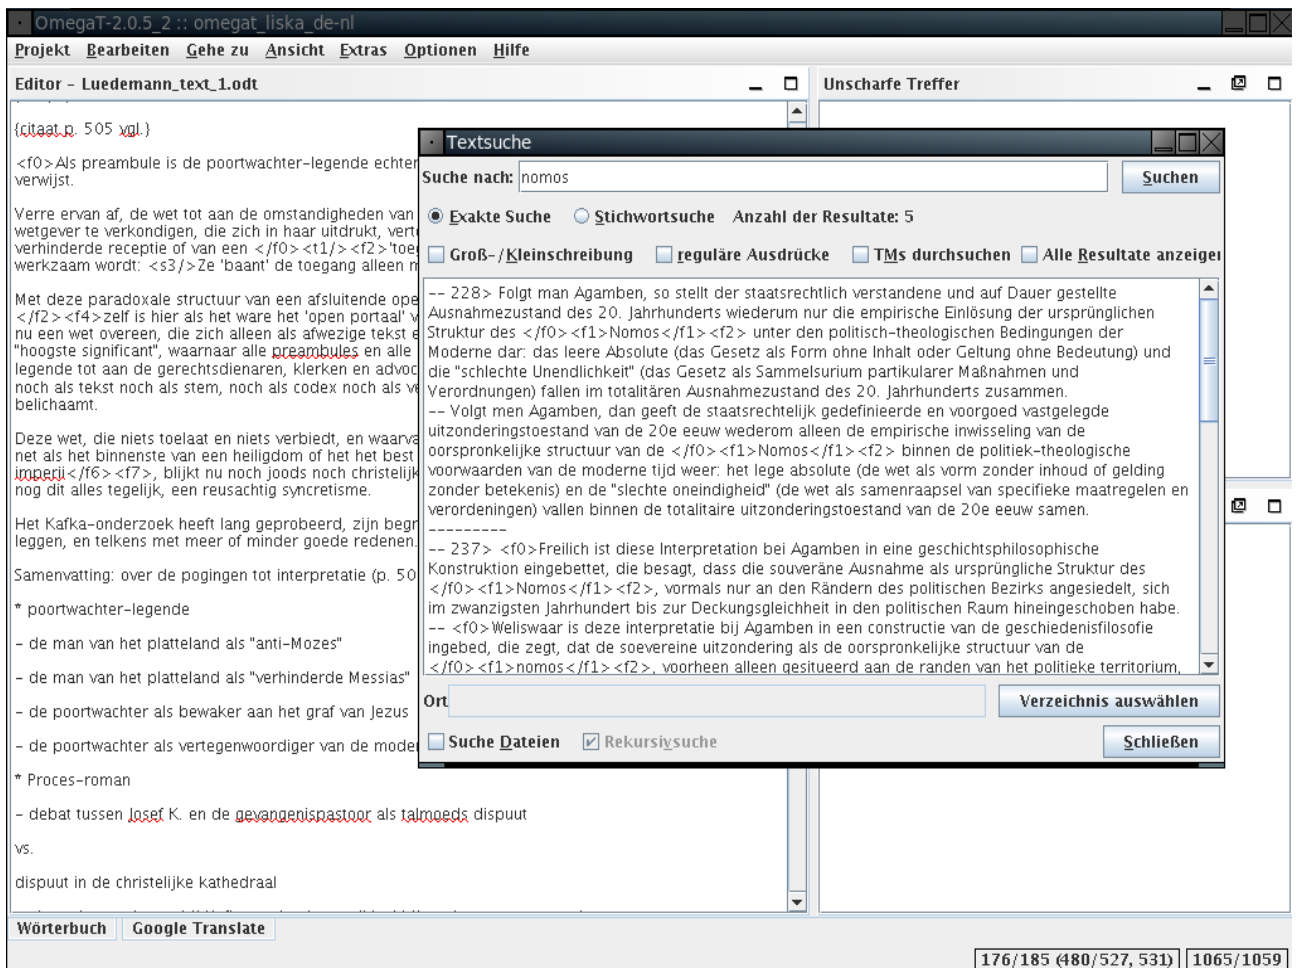 OmegaT-2.0.5_2 :: omegat_liska_de-nl
Projekt Bearbeiten Gehe zu Ansicht Extras Optionen Hilfe
Editor - Luedemann_text_1.odt
{citaat p. 505 vgl.}
<f0>Als preambule is de poortwachter-legende echter
verwijst.
Verre ervan af, de wet tot aan de omstandigheden van
wetgever te verkondigen, die zich in haar uitdrukt, vert
verhinderde receptie of van een </f0><t1/><f2>'toe
werkzaam wordt: <s3/>Ze 'baant' de toegang alleen
Met deze paradoxale structuur van een afsluitende ope
</f2><f4>zelf is hier als het ware het 'open portaal'
nu een wet overeen, die zich alleen als afwezige tekst
"hoogste significant", waarnaar alle preambules en alle
legende tot aan de gerechtsdienaren, klerken en advoc
noch als tekst noch als stem, noch als codex noch als
belichaamt.
Deze wet, die niets toelaat en niets verbiedt, en waarva
net als het binnenste van een heiligdom of het het best
imperii</f6><f7>, blijkt nu noch joods noch christelijk
nog dit alles tegelijk, een reusachtig syncretisme.
Het Kafka-onderzoek heeft lang geprobeerd, zijn begr
leggen, en telkens met meer of minder goede redenen.
Samenvatting: over de pogingen tot interpretatie (p. 50
* poortwachter-legende
- de man van het platteland als "anti-Mozes"
- de man van het platteland als "verhinderde Messias"
- de poortwachter als bewaker aan het graf van Jezus
- de poortwachter als vertegenwoordiger van de mode
* Proces-roman
- debat tussen Josef K. en de gevangenispastoor als talmoeds dispuut
vs.
dispuut in de christelijke kathedraal
Unscharfe Treffer
Textsuche
Suche nach: nomos
Suchen
Exakte Suche Stichwortsuche Anzahl der Resultate: 5
Groß-/Kleinschreibung reguläre Ausdrücke TMs durchsuchen Alle Resultate anzeigen
-- 228> Folgt man Agamben, so stellt der staatsrechtlich verstandene und auf Dauer gestellte
Ausnahmezustand des 20. Jahrhunderts wiederum nur die empirische Einlösung der ursprünglichen
Struktur des </f0><f1>Nomos</f1><f2> unter den politisch-theologischen Bedingungen der
Moderne dar: das leere Absolute (das Gesetz als Form ohne Inhalt oder Geltung ohne Bedeutung) und
die "schlechte Unendlichkeit" (das Gesetz als Sammelsurium partikularer Maßnahmen und
Verordnungen) fallen im totalitären Ausnahmezustand des 20. Jahrhunderts zusammen.
-- Volgt men Agamben, dan geeft de staatsrechtelijk gedefinieerde en voorgoed vastgelegde
uitzonderingstoestand van de 20e eeuw wederom alleen de empirische inwisseling van de
oorspronkelijke structuur van de </f0><f1>Nomos</f1><f2> binnen de politiek-theologische
voorwaarden van de moderne tijd weer: het lege absolute (de wet als vorm zonder inhoud of gelding
zonder betekenis) en de "slechte oneindigheid" (de wet als samenraapsel van specifieke maatregelen en
verordeningen) vallen binnen de totalitaire uitzonderingstoestand van de 20e eeuw samen.
---------
-- 237> <f0>Freilich ist diese Interpretation bei Agamben in eine geschichtsphilosophische
Konstruktion eingebettet, die besagt, dass die souveräne Ausnahme als ursprüngliche Struktur des
</f0><f1>Nomos</f1><f2>, vormals nur an den Rändern des politischen Bezirks angesiedelt, sich
im zwanzigsten Jahrhundert bis zur Deckungsgleichheit in den politischen Raum hineingeschoben habe.
-- <f0>Weliswaar is deze interpretatie bij Agamben in een constructie van de geschiedenisfilosofie
ingebed, die zegt, dat de soevereine uitzondering als de oorspronkelijke structuur van de
</f0><f1>nomos</f1><f2>, voorheen alleen gesitueerd aan de randen van het politieke territorium,
Ort
Verzeichnis auswählen
Suche Dateien Rekursivsuche
Schließen
Wörterbuch Google Translate
176/185 (480/527, 531) 1065/1059